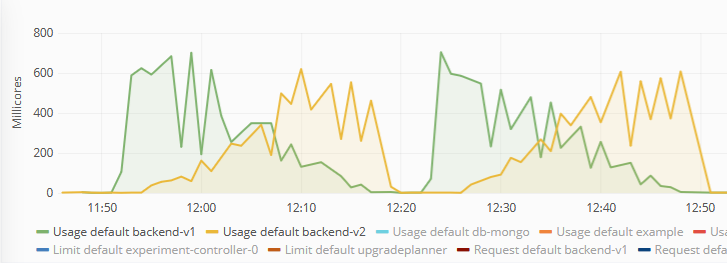 800
600
400
200
0
Millicores
11:50 12:00 12:10 12:20 12:30 12:40 12:50
Usage default backend-v1 Usage default backend-v2 Usage default db-mongo Usage default example
Limit default experiment-controller-0 Limit default upgradeplanner Request default backend-v1 Request